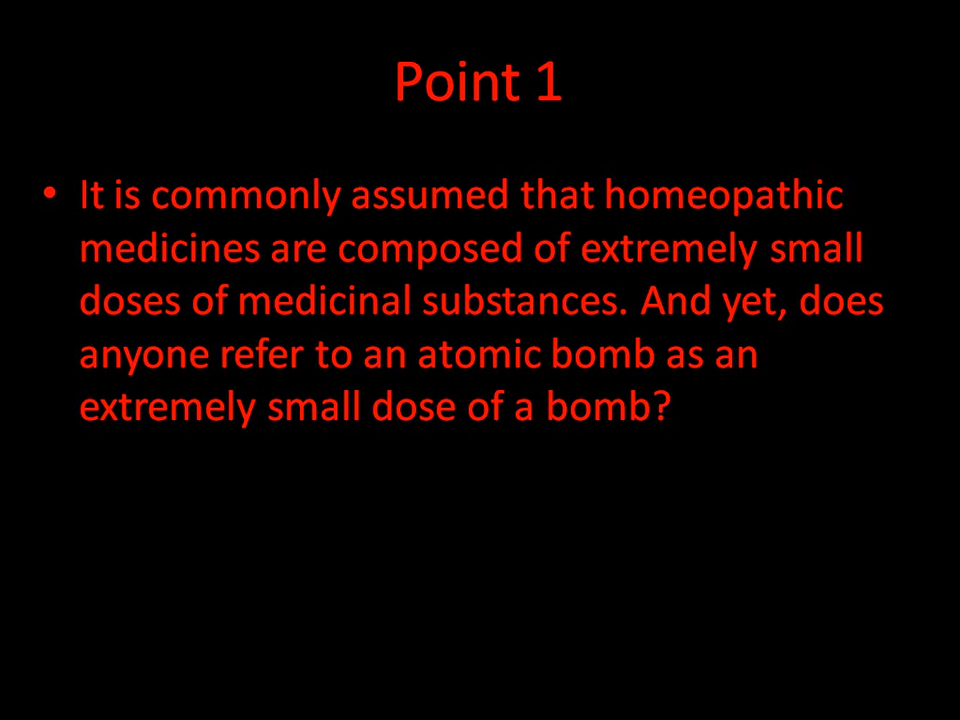 Point 1
• It is commonly assumed that homeopathic
medicines are composed of extremely small
doses of medicinal substances. And yet, does
anyone refer to an atomic bomb as an
extremely small dose of a bomb?